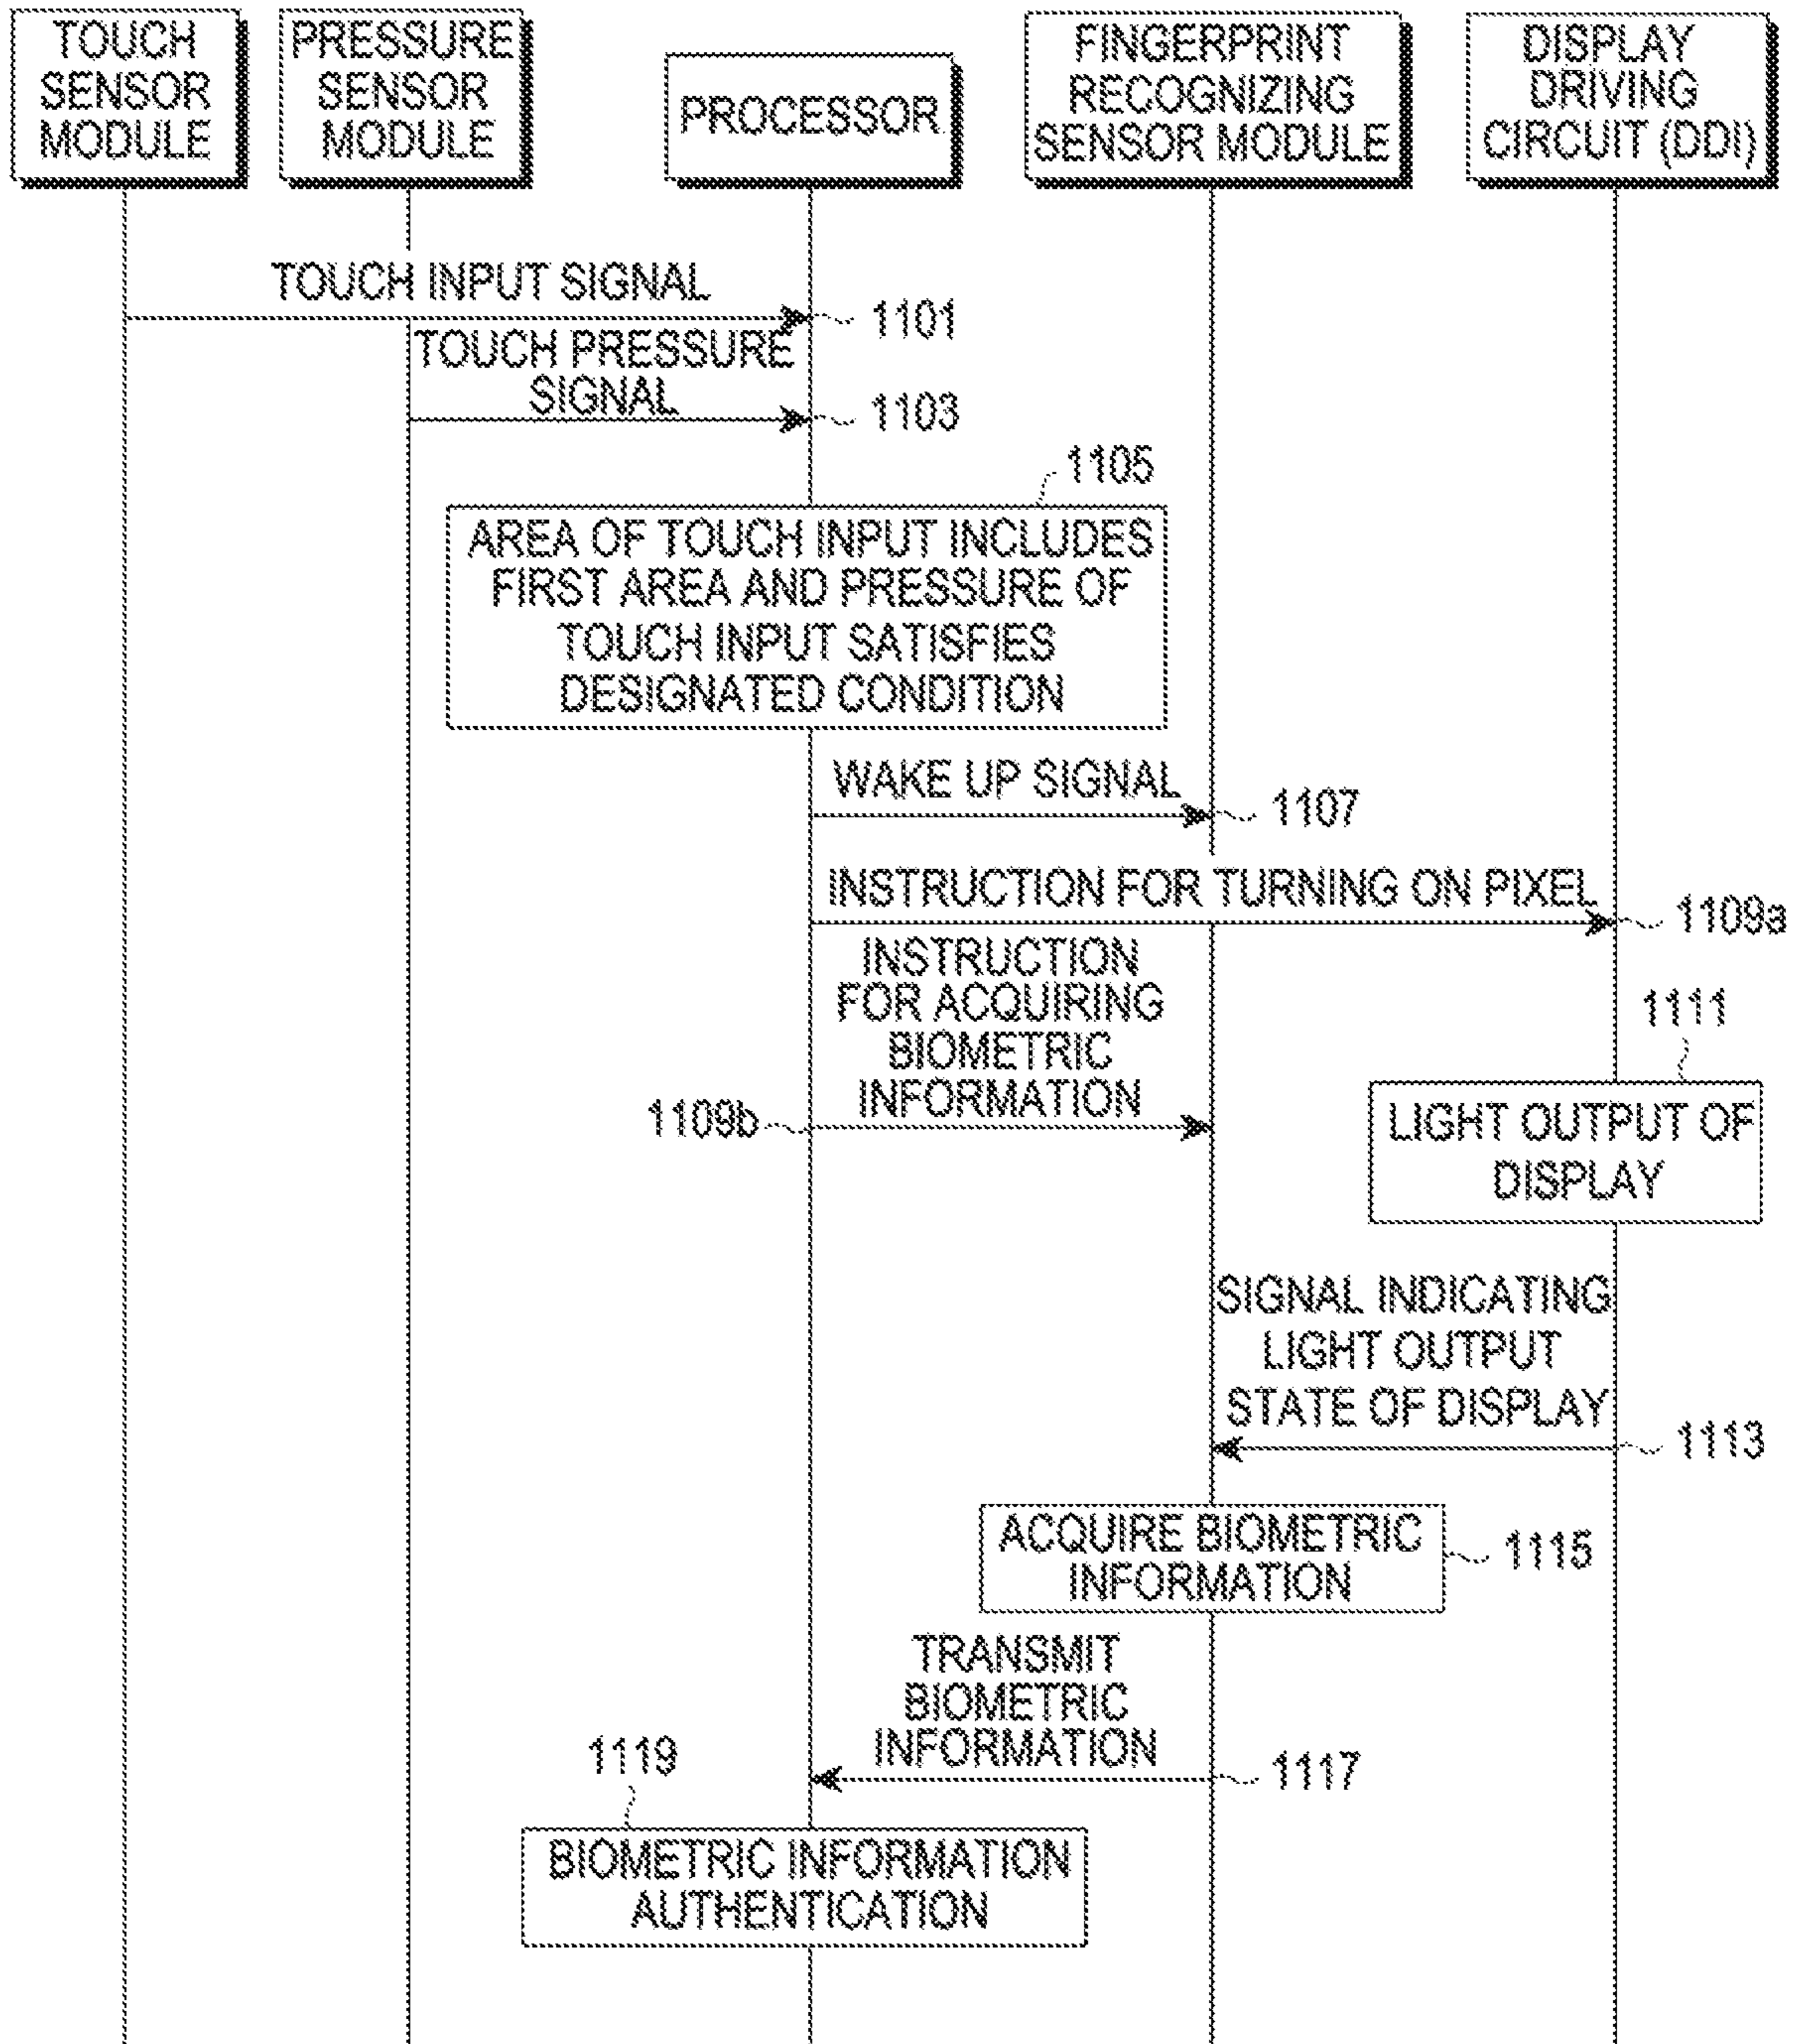 TOUCH
SENSOR
MODULE
PRESSURE
SENSOR
MODULE
PROCESSOR
FINGERPRINT
RECOGNIZING
SENSOR MODULE
DISPLAY
DRIVING
CIRCUIT (DDI)
TOUCH INPUT SIGNAL
1101
TOUCH PRESSURE
SIGNAL
1103
1105
AREA OF TOUCH INPUT INCLUDES
FIRST AREA AND PRESSURE OF
TOUCH INPUT SATISFIES
DESIGNATED CONDITION
WAKE UP SIGNAL
1107
INSTRUCTION FOR TURNING ON PIXEL
1109a
INSTRUCTION
FOR ACQUIRING
BIOMETRIC
INFORMATION
1109b
1111
LIGHT OUTPUT OF
DISPLAY
SIGNAL INDICATING
LIGHT OUTPUT
STATE OF DISPLAY
1113
ACQUIRE BIOMETRIC
INFORMATION
1115
TRANSMIT
BIOMETRIC
INFORMATION
1117
1119
BIOMETRIC INFORMATION
AUTHENTICATION